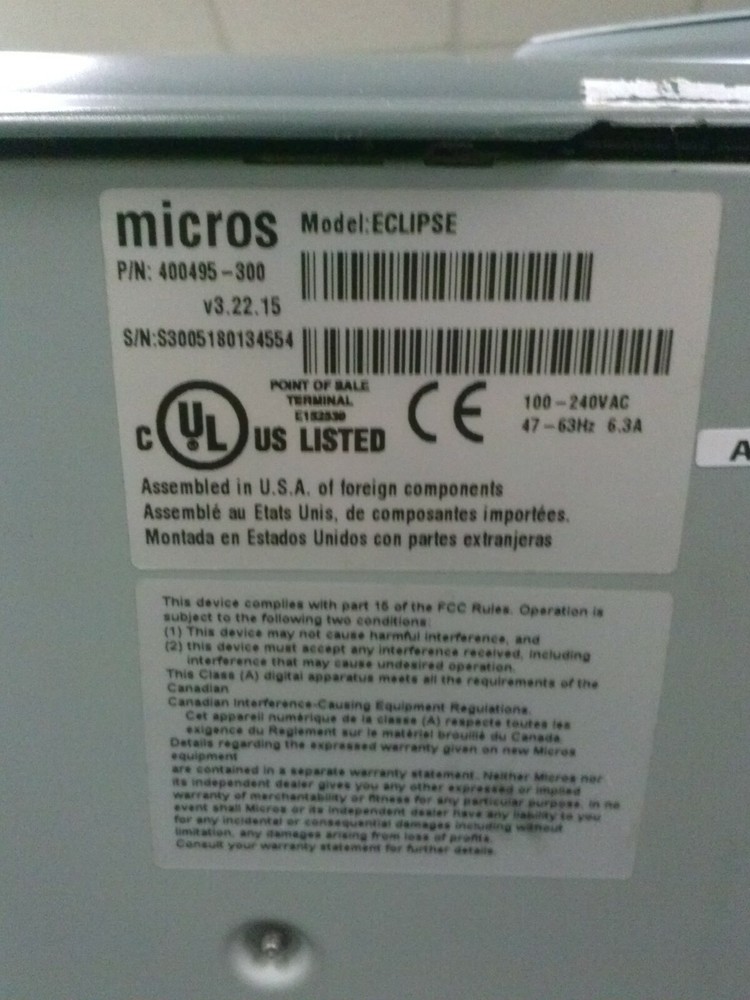 micros Model:ECLIPSE
P/N: 400495-300
v3.22.15
S/N:S3005180134554
POINT OF SALE
TERMINAL
E152530
C UL ® US LISTED CE
100-240VAC
47-63Hz 6.3A
A
Assembled in U.S.A. of foreign components
Assemblé au Etats Unis, de composantes importées.
Montada en Estados Unidos con partes extranjeras
This device complies with part 15 of the FCC Rules. Operation is
subject to the following two conditions:
(1) This device may not cause harmful interference, and
(2) this device must accept any interference received, including
interference that may cause undesired operation.
This Class (A) digital apparatus meets all the requirements of the
Canadian
Canadian Interference-Causing Equipment Regulations.
Cet appareil numérique de la classe (A) respecte toutes les
exigence du Reglement sur le matériel brouillé du Canada.
Details regarding the expressed warranty given on new Micros
equipment
are contained in a separate warranty statement. Neither Micros nor
its independent dealer gives you any other expressed or implied
warranty of merchantability or fitness for any particular purpose. In no
event shall Micros or its independent dealer have any liability to you
for any incidental or consequential damages including without
limitation, any damages arising from loss of profits.
Consult your warranty statement for further details.